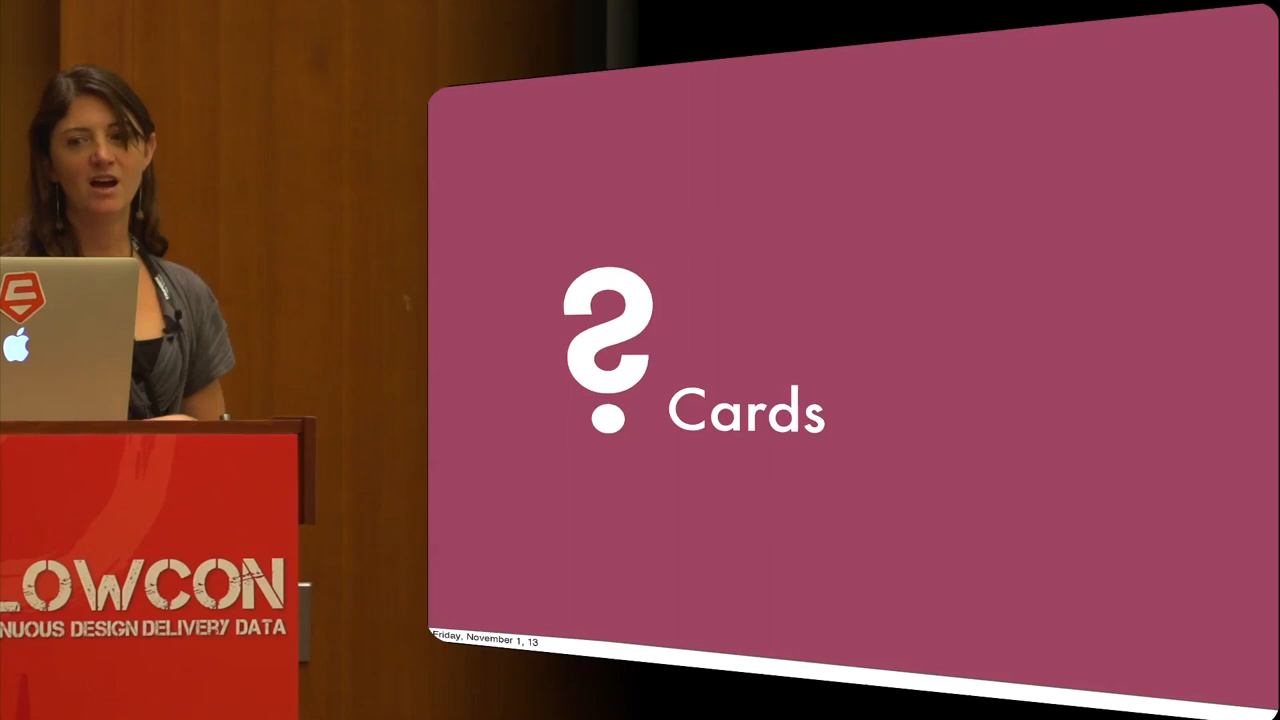 ? Cards
Friday, November 1, 13
LOWCON
NUOUS DESIGN DELIVERY DATA